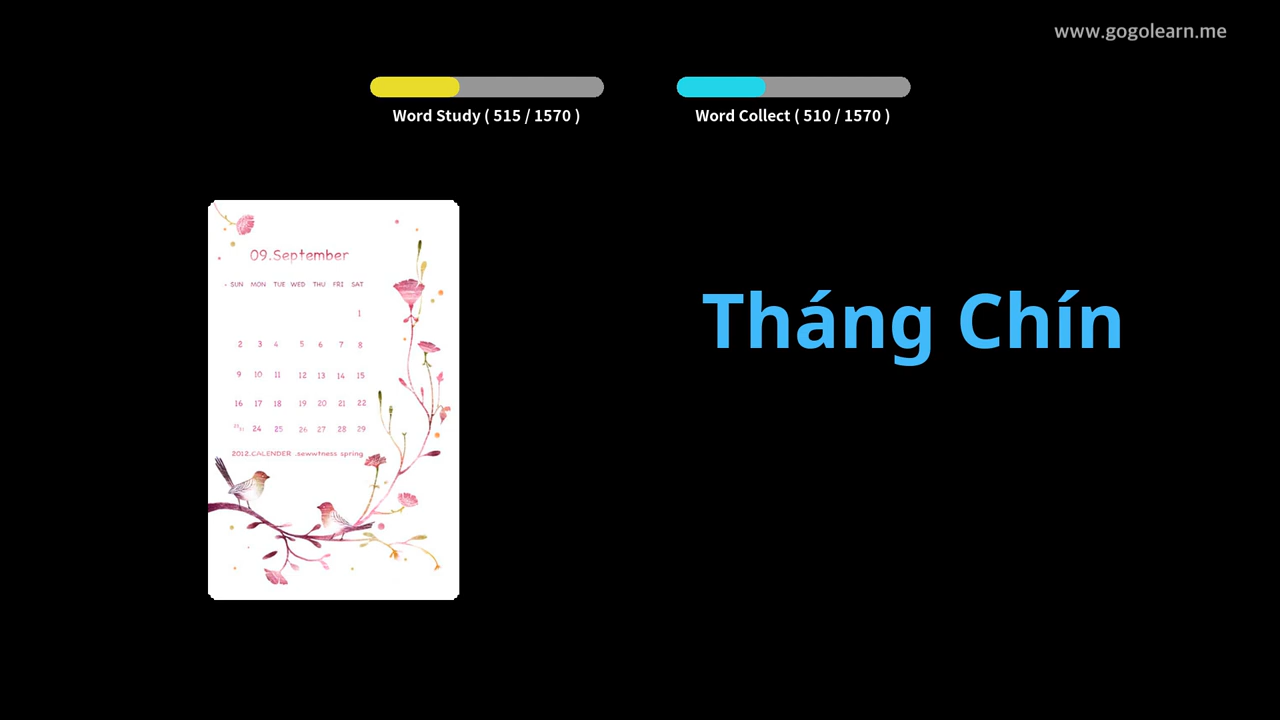 www.gogolearn.me
Word Study ( 515 / 1570 )
Word Collect ( 510 / 1570 )
09.September
SUN MON TUE WED THU FRI SAT
1
2 3 4 5 6 7 8
9 10 11 12 13 14 15
16 17 18 19 20 21 22
24 25 26 27 28 29
2012.CALENDER .sewwtness spring
Tháng Chín